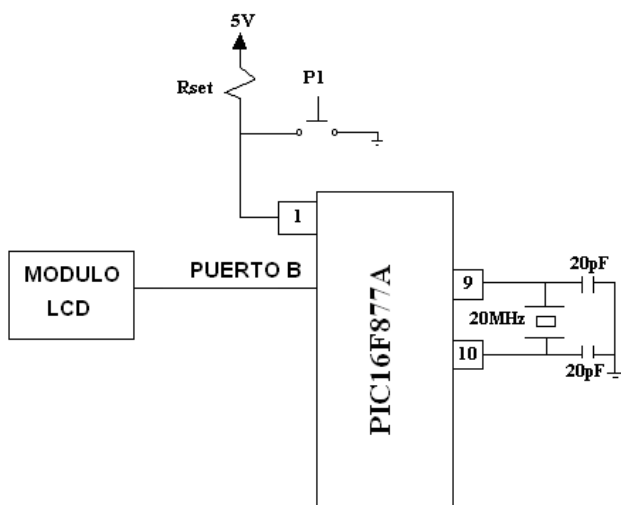 5V
Rset
P1
1
MODULO
LCD
PUERTO B
PIC16F877A
9
20pF
20MHz
10
20pF